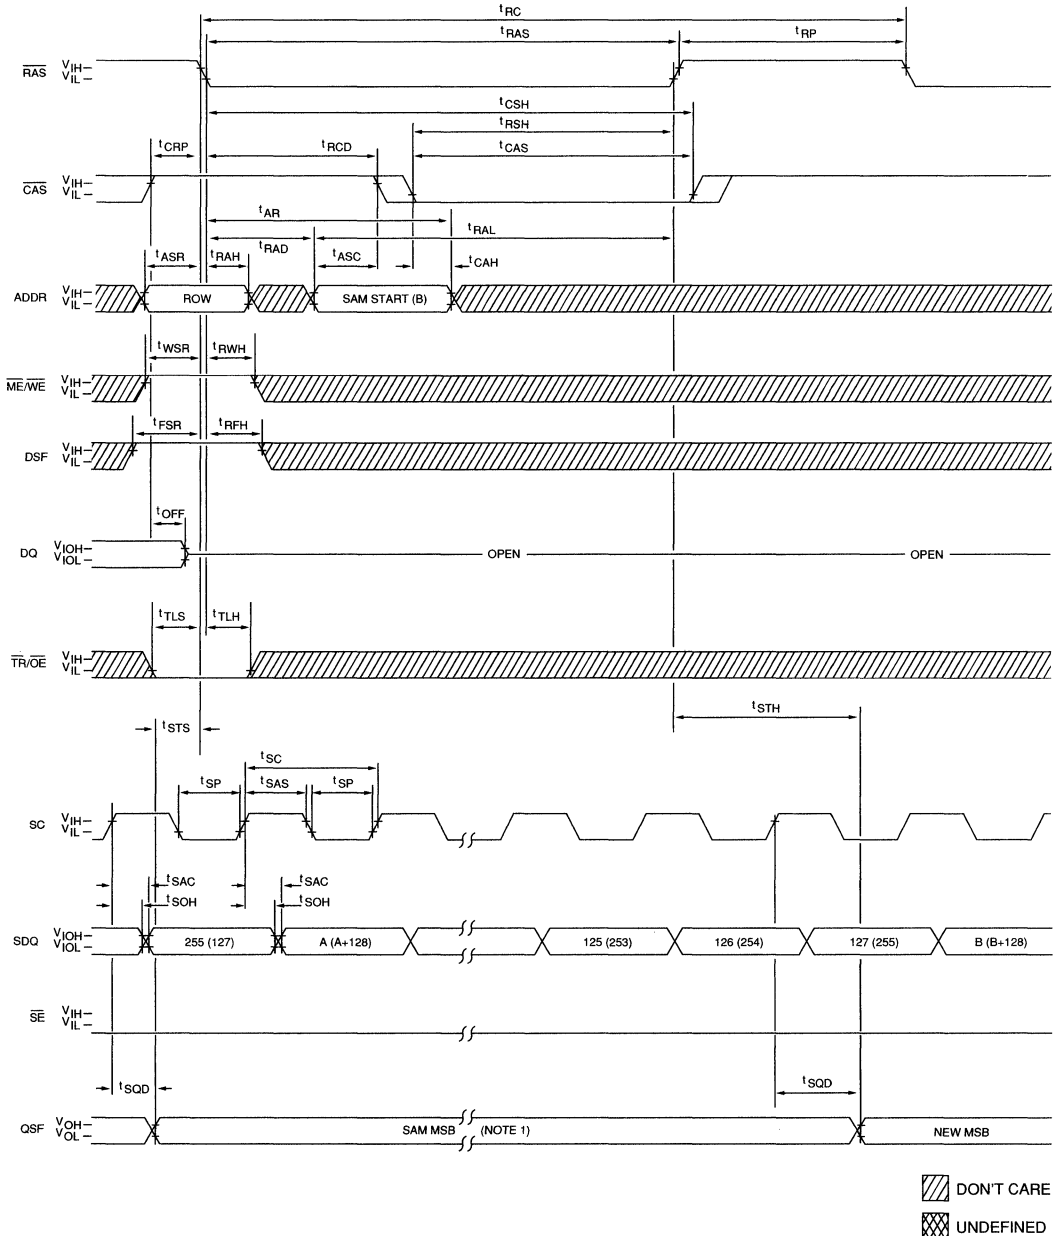 tRC
tRAS tRP
RAS VIH VIL
tCSH
tRSH
tCRP tRCD tCAS
CAS VIH VIL
tAR
tRAD tRAL
tASR tRAH tASC tCAH
ADDR VIH VIL ROW SAM START (B)
tWSR tRWH
ME/WE VIH VIL
tFSR tRFH
DSF VIH VIL
tOFF
DQ VIOH VIOL OPEN OPEN
tTLS tTLH
TR/OE VIH VIL
tSTS tSTH
tSC
tSP tSAS tSP
SC VIH VIL
tSAC tSAC
tSOH tSOH
SDQ VIOH VIOL 255 (127) A (A+128) 125 (253) 126 (254) 127 (255) B (B+128)
SE VIH VIL
tSQD tSQD
QSF VOH VOL SAM MSB (NOTE 1) NEW MSB
DON'T CARE
UNDEFINED